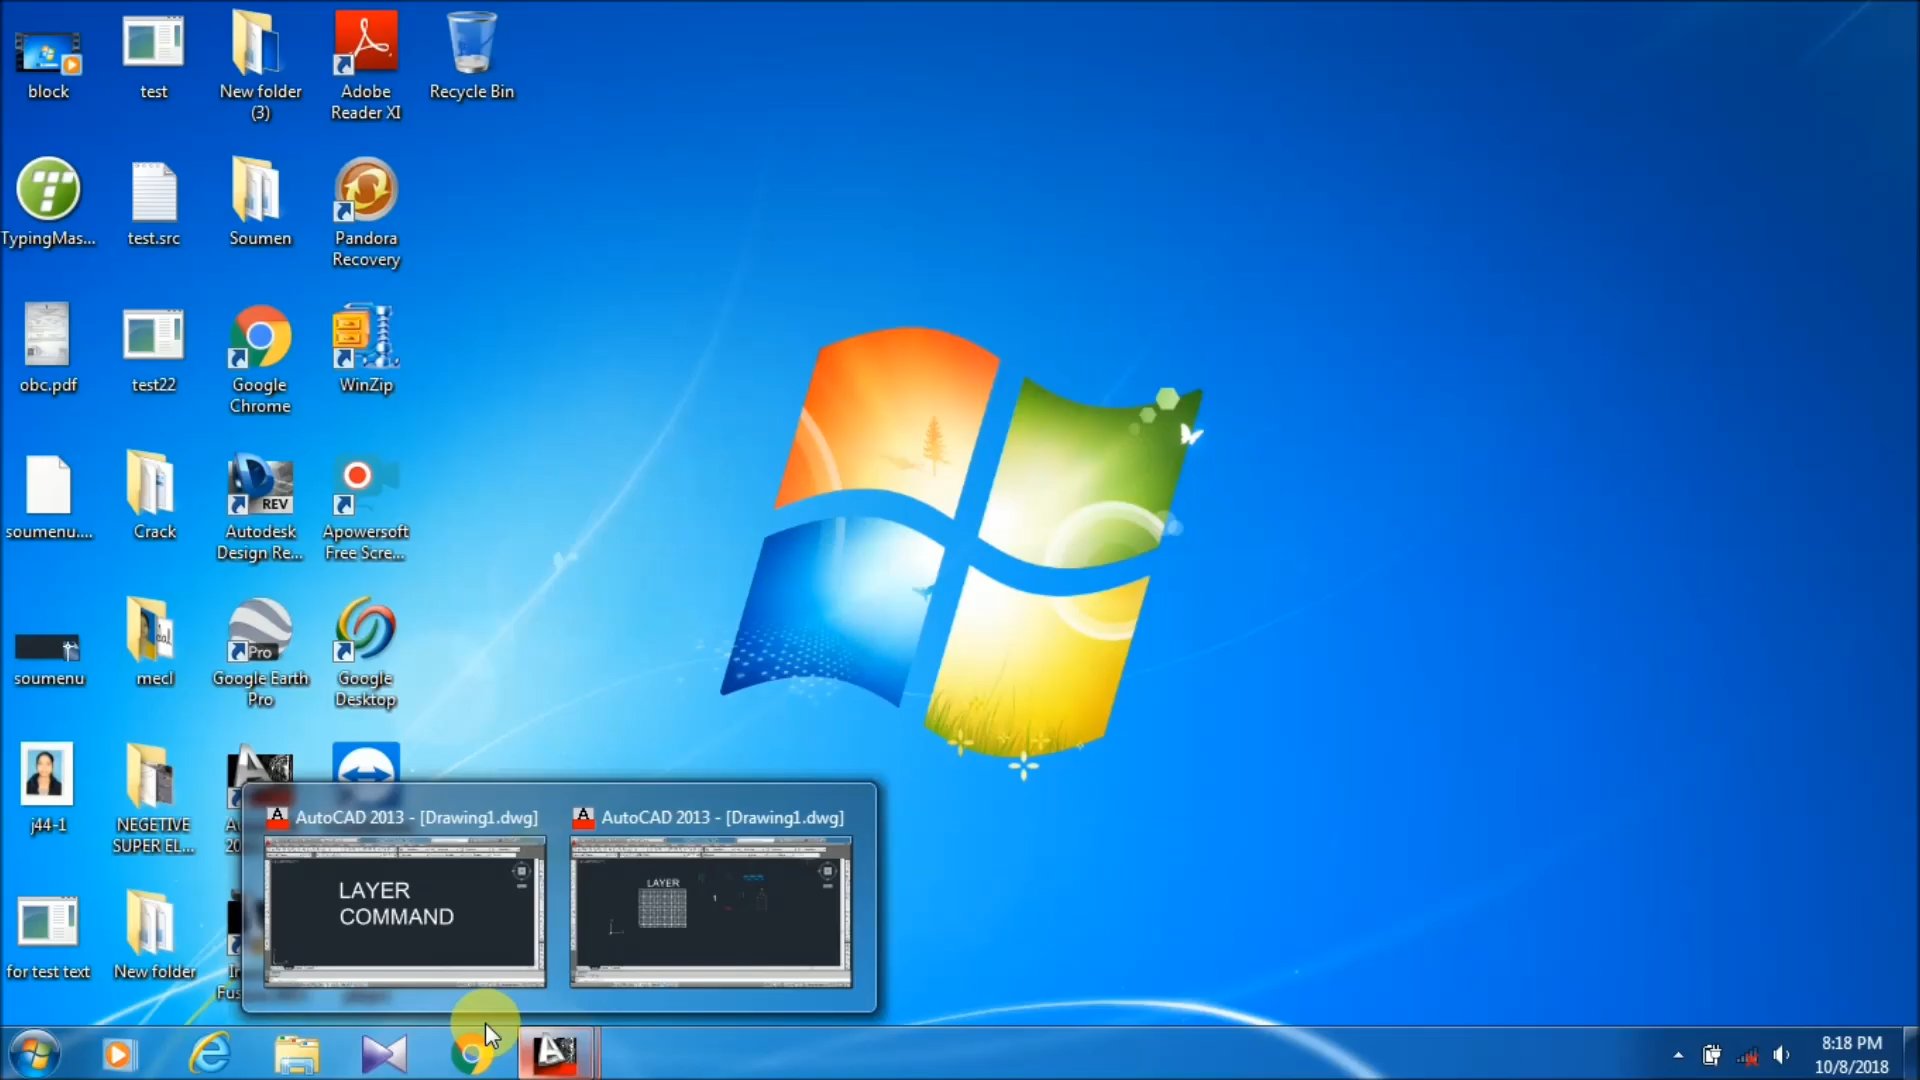 block
test
New folder
(3)
Adobe
Reader XI
Recycle Bin
TypingMas...
test.src
Soumen
Pandora
Recovery
obc.pdf
test22
Google
Chrome
WinZip
soumenu....
Crack
REV
Autodesk
Design Re...
Apowersoft
Free Scre...
soumenu
mecl
Pro
Google Earth
Pro
Google
Desktop
j44-1
NEGETIVE
SUPER EL...
for test text
New folder
AutoCAD 2013 - [Drawing1.dwg]
LAYER
COMMAND
AutoCAD 2013 - [Drawing1.dwg]
LAYER
8:18 PM
10/8/2018